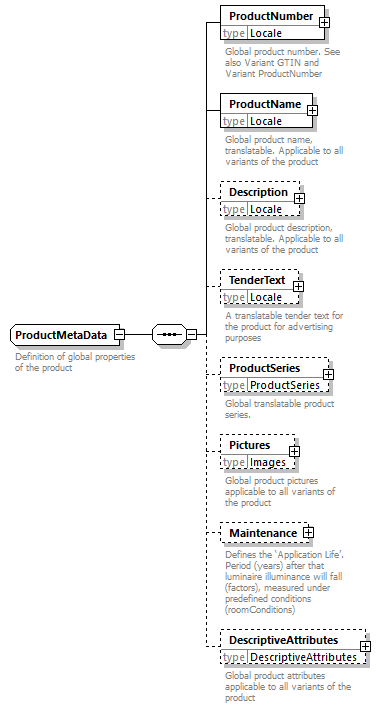 ProductNumber
type Locale
Global product number. See
also Variant GTIN and
Variant ProductNumber
ProductName
type Locale
Global product name,
translatable. Applicable to all
variants of the product
Description
type Locale
Global product description,
translatable. Applicable to all
variants of the product
TenderText
type Locale
A translatable tender text for
the product for advertising
purposes
ProductMetaData
Definition of global properties
of the product
ProductSeries
type ProductSeries
Global translatable product
series.
Pictures
type Images
Global product pictures
applicable to all variants of
the product
Maintenance
Defines the 'Application Life'.
Period (years) after that
luminaire illuminance will fall
(factors), measured under
predefined conditions
(roomConditions)
DescriptiveAttributes
type DescriptiveAttributes
Global product attributes
applicable to all variants of the
product